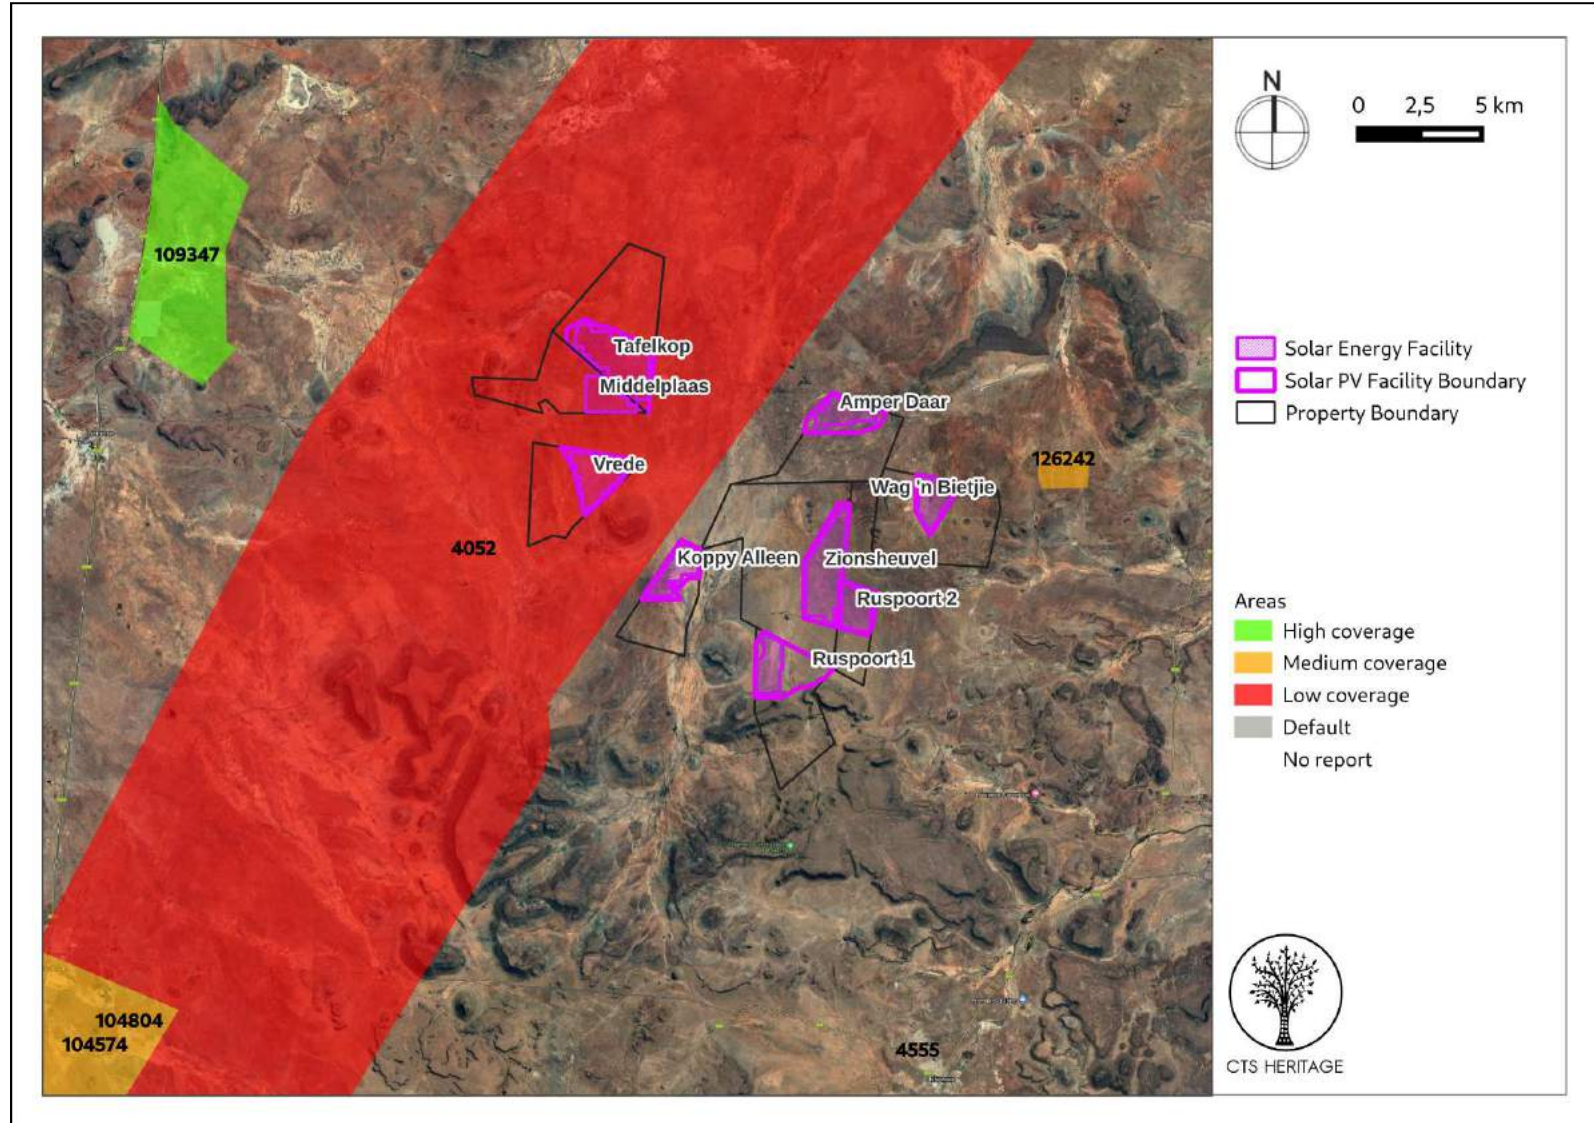 N
0 2,5 5 km
109347
Tafelkop
Middelplaas
Amper Daar
Vrede
126242
Wag 'n Bietjie
4052
Koppy Alleen
Zionsheuvel
Ruspoort 2
Ruspoort 1
104804
104574
4555
Solar Energy Facility
Solar PV Facility Boundary
Property Boundary
Areas
High coverage
Medium coverage
Low coverage
Default
No report
CTS HERITAGE